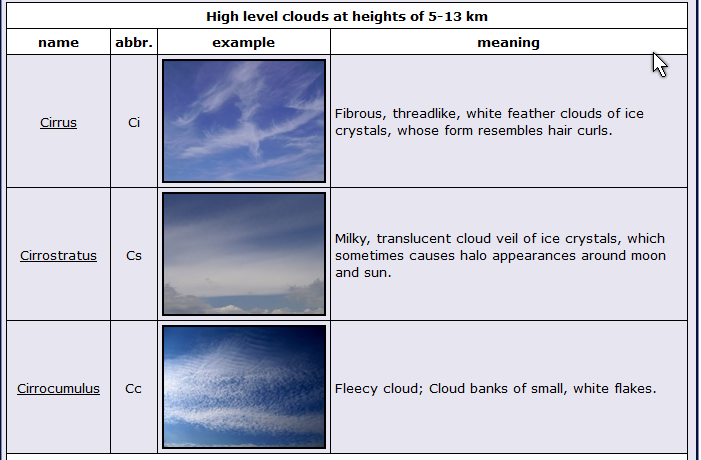 High level clouds at heights of 5-13 km
name abbr. example meaning
Cirrus Ci
Fibrous, threadlike, white feather clouds of ice
crystals, whose form resembles hair curls.
Cirrostratus Cs
Milky, translucent cloud veil of ice crystals, which
sometimes causes halo appearances around moon
and sun.
Cirrocumulus Cc
Fleecy cloud; Cloud banks of small, white flakes.